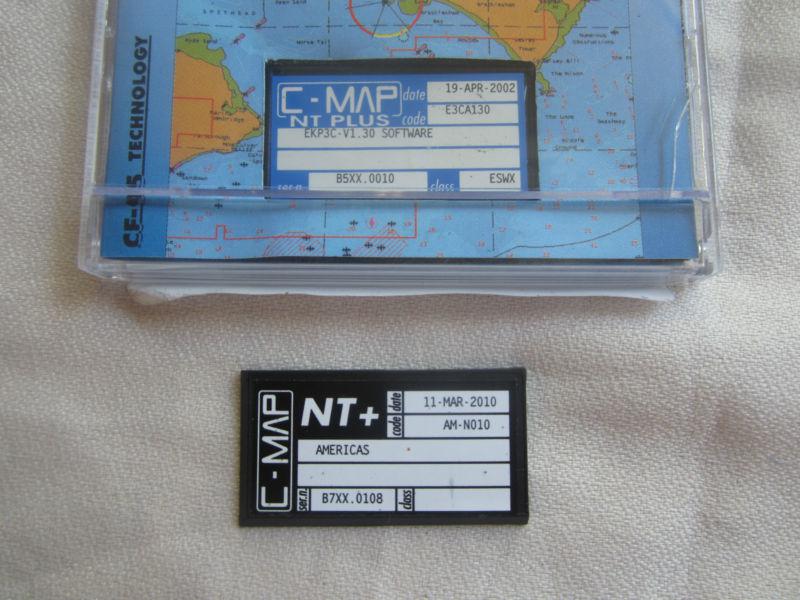 SPITHEAD
CF-95 TECHNOLOGY
C-MAP
NT PLUS
date 19-APR-2002
code E3CA130
EKP3C-V1.30 SOFTWARE
ser.n. B5XX.0010 class ESWX
C-MAP
NT+
date 11-MAR-2010
code AM-N010
AMERICAS
ser.n. B7XX.0108 class